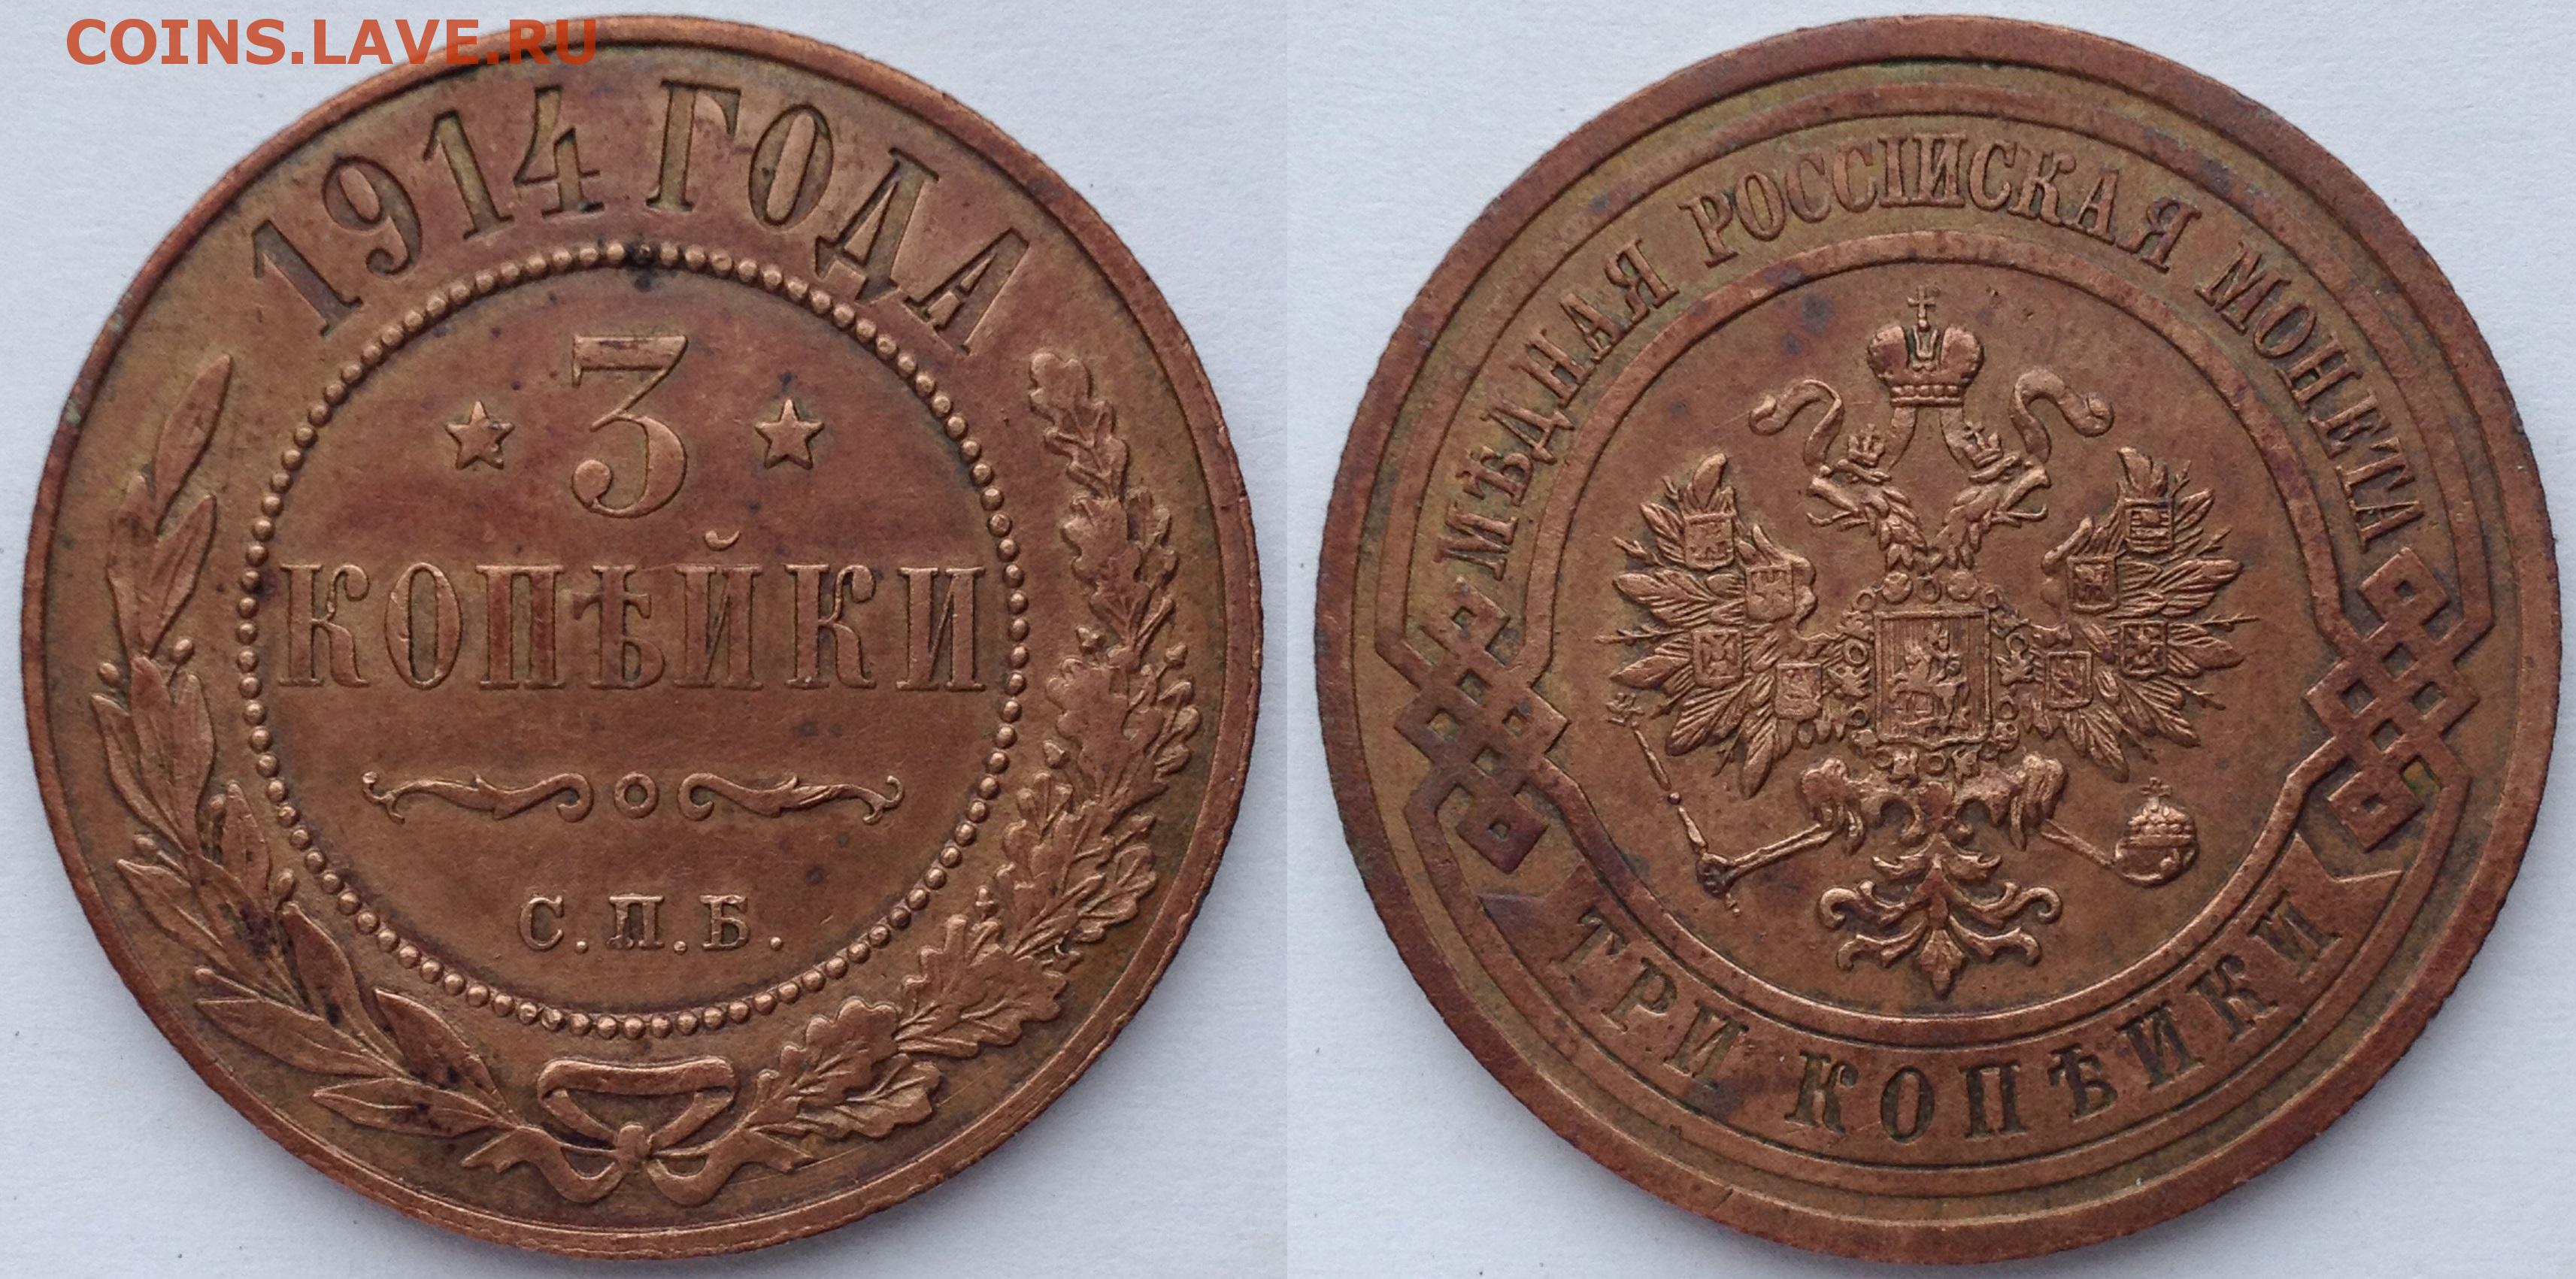 COINS.LAVE.RU
1914 ГОДА
3
КОПѢЙКИ
С.П.Б.
МѢДНАЯ РОССІЙСКАЯ МОНЕТА
ТРИ КОПѢЙКИ